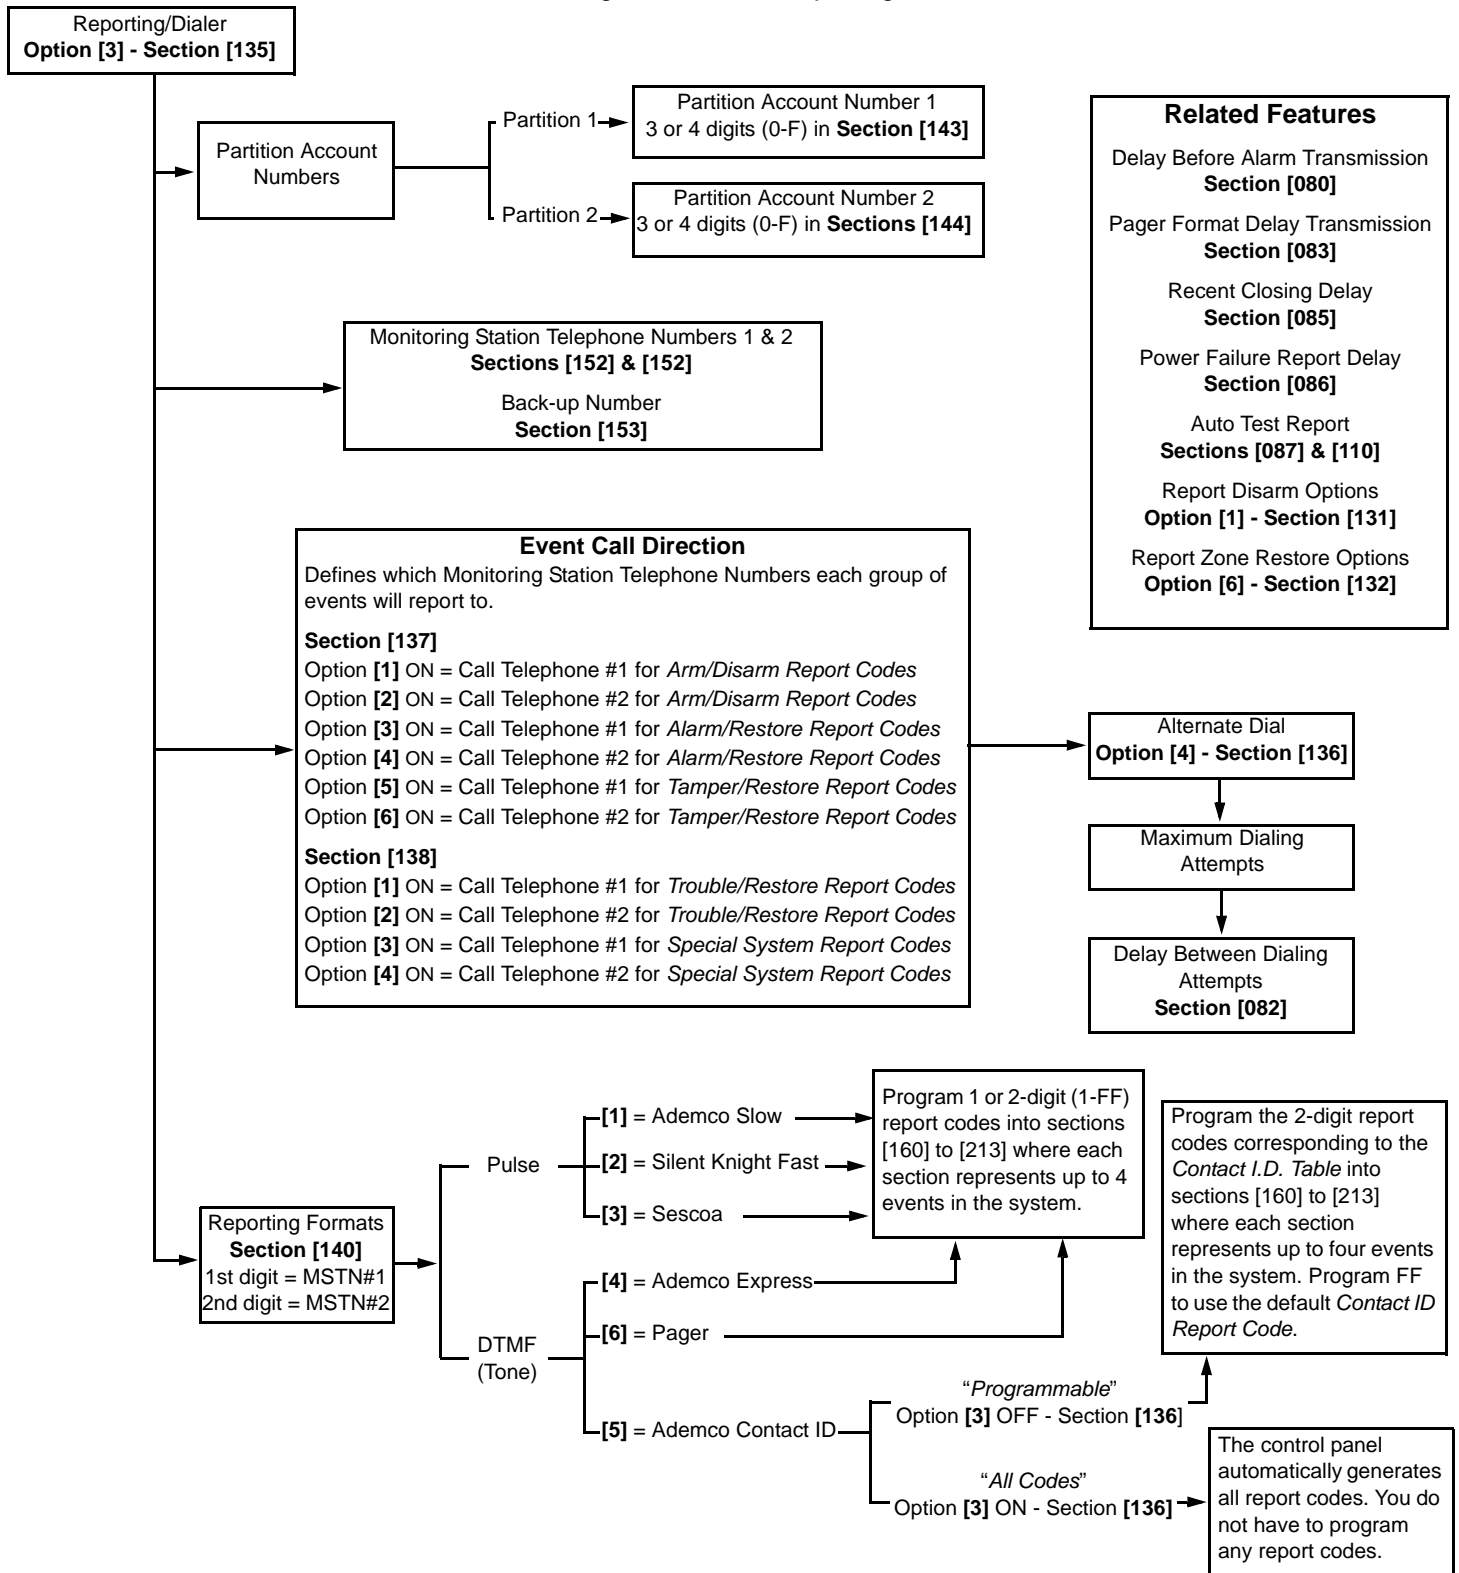 Reporting/Dialer
Option [3] - Section [135]
Partition Account
Numbers
Partition 1
Partition Account Number 1
3 or 4 digits (0-F) in Section [143]
Partition 2
Partition Account Number 2
3 or 4 digits (0-F) in Sections [144]
Related Features
Delay Before Alarm Transmission
Section [080]
Pager Format Delay Transmission
Section [083]
Recent Closing Delay
Section [085]
Power Failure Report Delay
Section [086]
Auto Test Report
Sections [087] & [110]
Report Disarm Options
Option [1] - Section [131]
Report Zone Restore Options
Option [6] - Section [132]
Monitoring Station Telephone Numbers 1 & 2
Sections [152] & [152]
Back-up Number
Section [153]
Event Call Direction
Defines which Monitoring Station Telephone Numbers each group of
events will report to.
Section [137]
Option [1] ON = Call Telephone #1 for Arm/Disarm Report Codes
Option [2] ON = Call Telephone #2 for Arm/Disarm Report Codes
Option [3] ON = Call Telephone #1 for Alarm/Restore Report Codes
Option [4] ON = Call Telephone #2 for Alarm/Restore Report Codes
Option [5] ON = Call Telephone #1 for Tamper/Restore Report Codes
Option [6] ON = Call Telephone #2 for Tamper/Restore Report Codes
Section [138]
Option [1] ON = Call Telephone #1 for Trouble/Restore Report Codes
Option [2] ON = Call Telephone #2 for Trouble/Restore Report Codes
Option [3] ON = Call Telephone #1 for Special System Report Codes
Option [4] ON = Call Telephone #2 for Special System Report Codes
Alternate Dial
Option [4] - Section [136]
Maximum Dialing
Attempts
Delay Between Dialing
Attempts
Section [082]
Reporting Formats
Section [140]
1st digit = MSTN#1
2nd digit = MSTN#2
Pulse
[1] = Ademco Slow
[2] = Silent Knight Fast
[3] = Sescoa
DTMF
(Tone)
[4] = Ademco Express
[6] = Pager
[5] = Ademco Contact ID
Program 1 or 2-digit (1-FF)
report codes into sections
[160] to [213] where each
section represents up to 4
events in the system.
"Programmable"
Option [3] OFF - Section [136]
Program the 2-digit report
codes corresponding to the
Contact I.D. Table into
sections [160] to [213]
where each section
represents up to four events
in the system. Program FF
to use the default Contact ID
Report Code.
"All Codes"
Option [3] ON - Section [136]
The control panel
automatically generates
all report codes. You do
not have to program
any report codes.